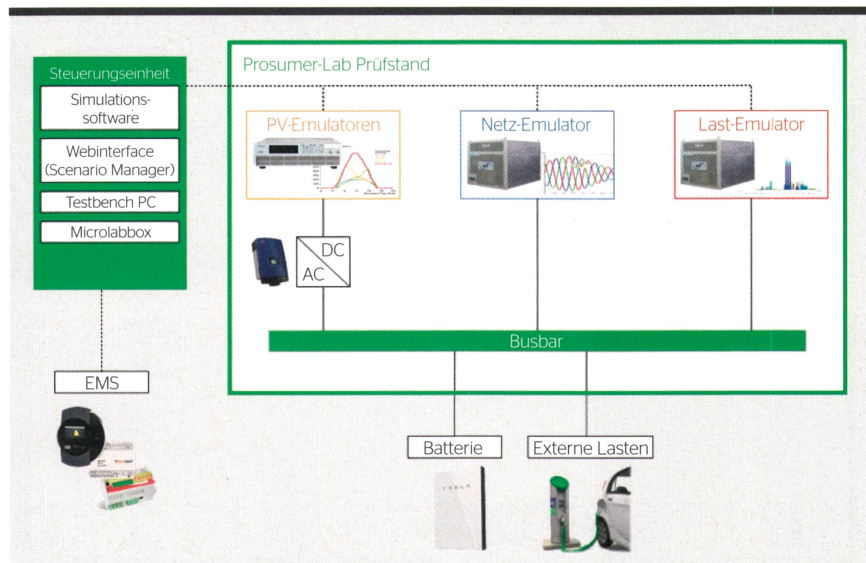 Steuerungseinheit
Simulations-
software
Webinterface
(Scenario Manager)
Testbench PC
Microlabbox
EMS
Prosumer-Lab Prüfstand
PV-Emulatoren
Netz-Emulator
Last-Emulator
DC
AC
Busbar
Batterie
Externe Lasten
TESLA